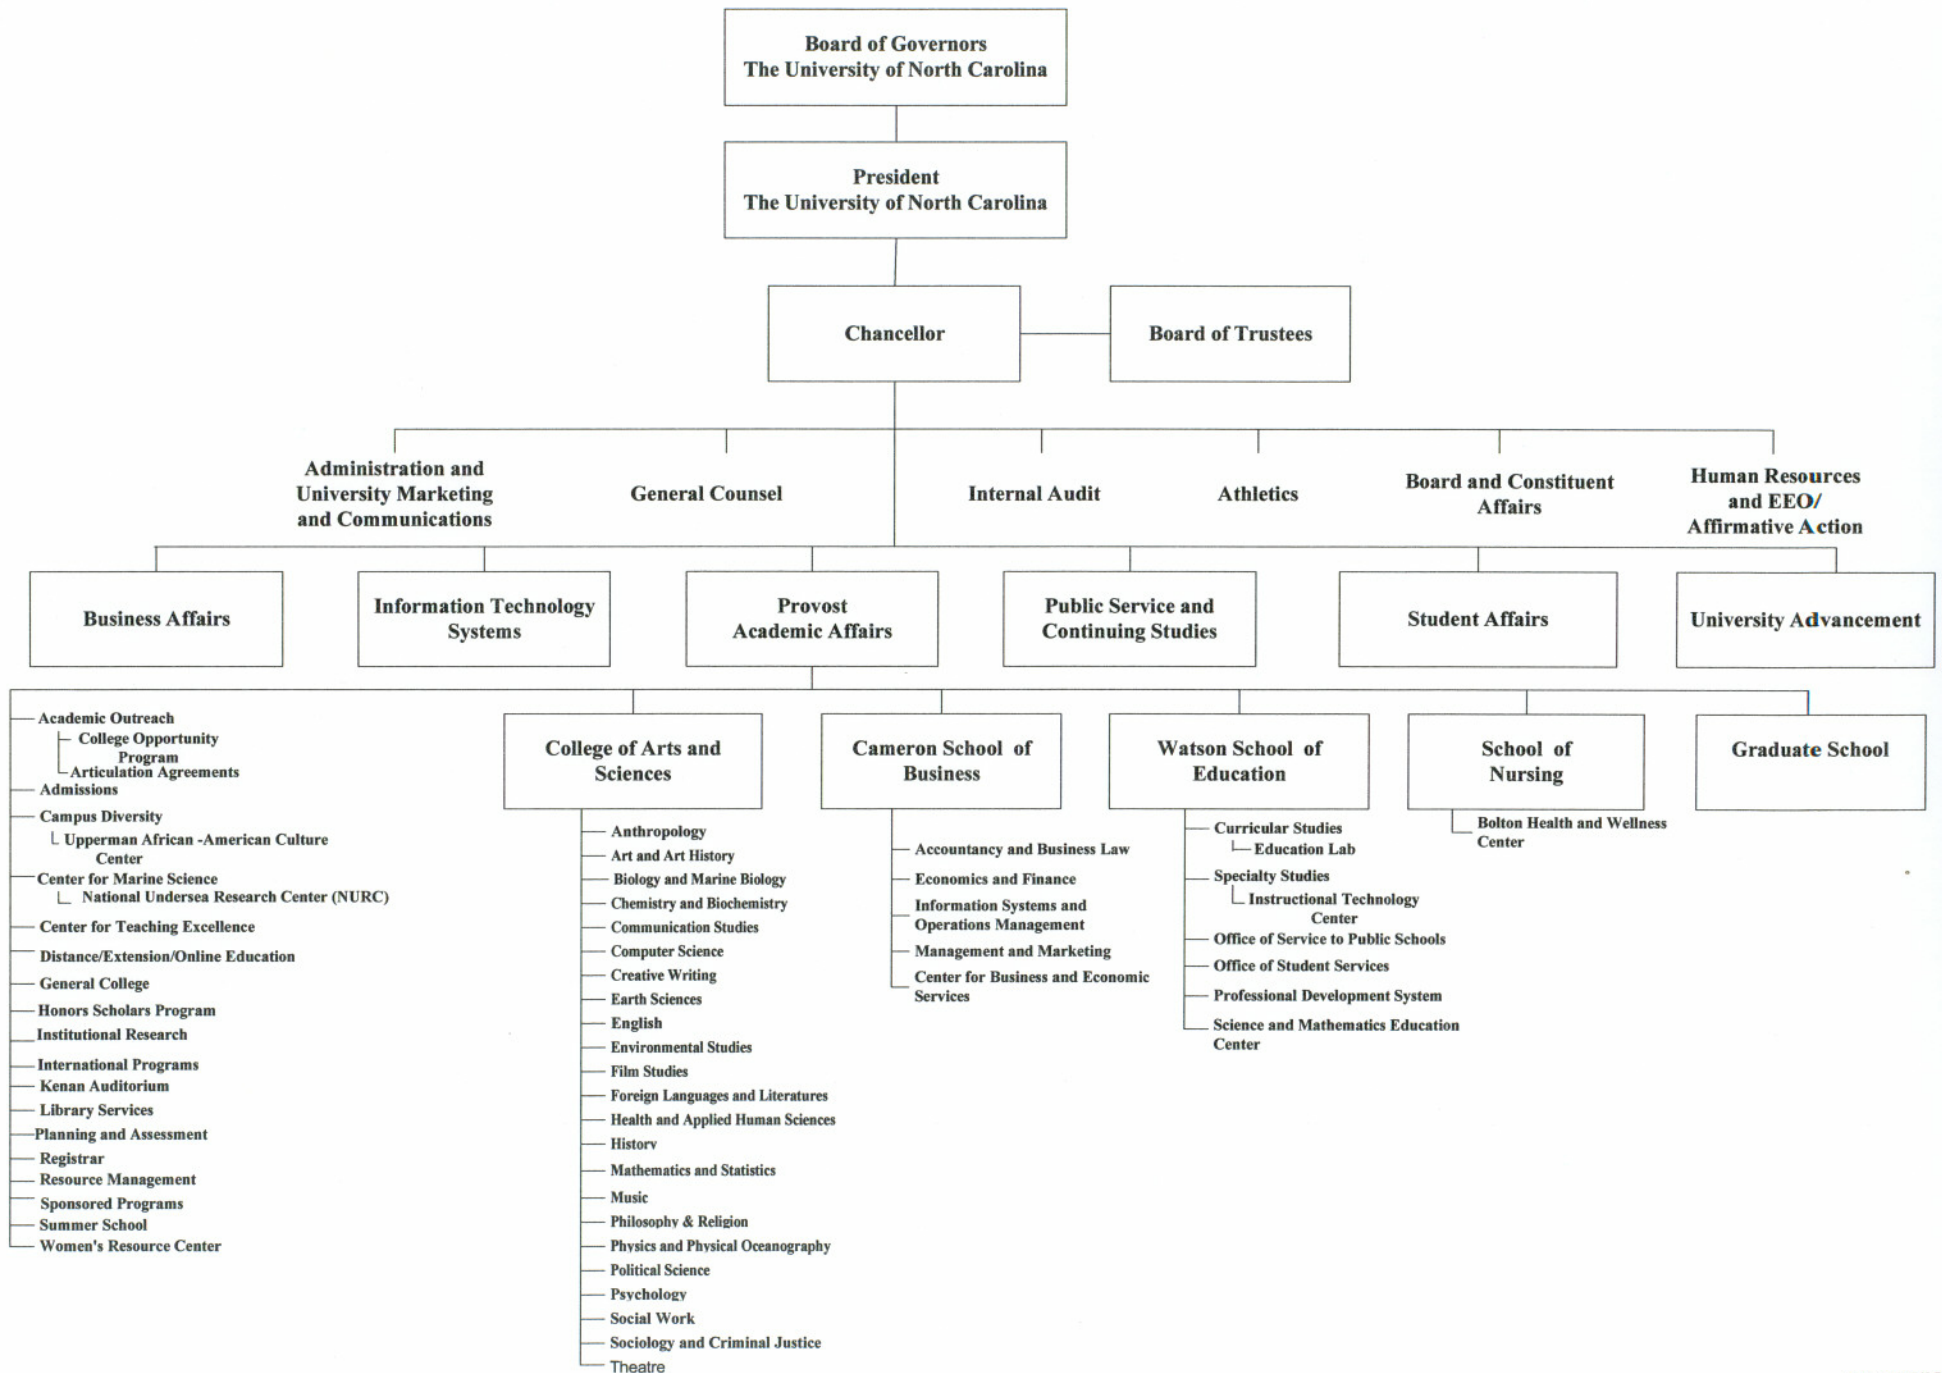 Board of Governors
The University of North Carolina
President
The University of North Carolina
Chancellor
Board of Trustees
Administration and
University Marketing
and Communications
General Counsel
Internal Audit
Athletics
Board and Constituent
Affairs
Human Resources
and EEO/
Affirmative Action
Business Affairs
Information Technology
Systems
Provost
Academic Affairs
Public Service and
Continuing Studies
Student Affairs
University Advancement
Academic Outreach
College Opportunity
Program
Articulation Agreements
Admissions
Campus Diversity
Upperman African -American Culture
Center
Center for Marine Science
National Undersea Research Center (NURC)
Center for Teaching Excellence
Distance/Extension/Online Education
General College
Honors Scholars Program
Institutional Research
International Programs
Kenan Auditorium
Library Services
Planning and Assessment
Registrar
Resource Management
Sponsored Programs
Summer School
Women's Resource Center
College of Arts and
Sciences
Anthropology
Art and Art History
Biology and Marine Biology
Chemistry and Biochemistry
Communication Studies
Computer Science
Creative Writing
Earth Sciences
English
Environmental Studies
Film Studies
Foreign Languages and Literatures
Health and Applied Human Sciences
History
Mathematics and Statistics
Music
Philosophy & Religion
Physics and Physical Oceanography
Political Science
Psychology
Social Work
Sociology and Criminal Justice
Theatre
Cameron School of
Business
Accountancy and Business Law
Economics and Finance
Information Systems and
Operations Management
Management and Marketing
Center for Business and Economic
Services
Watson School of
Education
Curricular Studies
Education Lab
Specialty Studies
Instructional Technology
Center
Office of Service to Public Schools
Office of Student Services
Professional Development System
Science and Mathematics Education
Center
School of
Nursing
Bolton Health and Wellness
Center
Graduate School